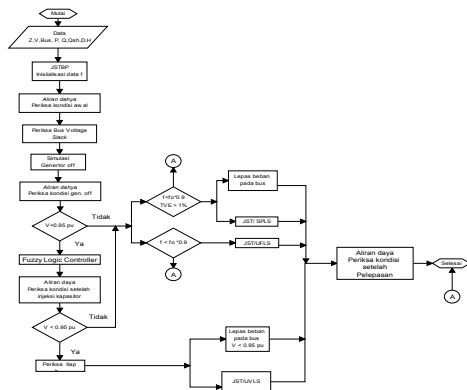 Mulai
Data
Z,V,Bus, P, Q,Qsh,D,H
JSTBP
Inisialisasi data f
Aliran dahya
Periksa kondisi awal
Periksa Bus Voltage
Slack
Simulasi
Genertor off
Aliran dahya
Periksa kondisi gen. off
V<0.95 pu
Tidak
Ya
Fuzzy Logic Controller
Aliran daya
Periksa kondisi setelah
injeksi kapasitor
V < 0.95 pu
Tidak
Ya
Periksa tiap
A
f<fo*0.9
TVE > 1%
f < fo *0.9
A
Lepas beban
pada bus
JST/ SPLS
JST/UFLS
Lepas beban
pada bus
V < 0.95 pu
JST/UVLS
Aliran daya
Periksa kondisi
setelah
Pelepasan
Selesai
A